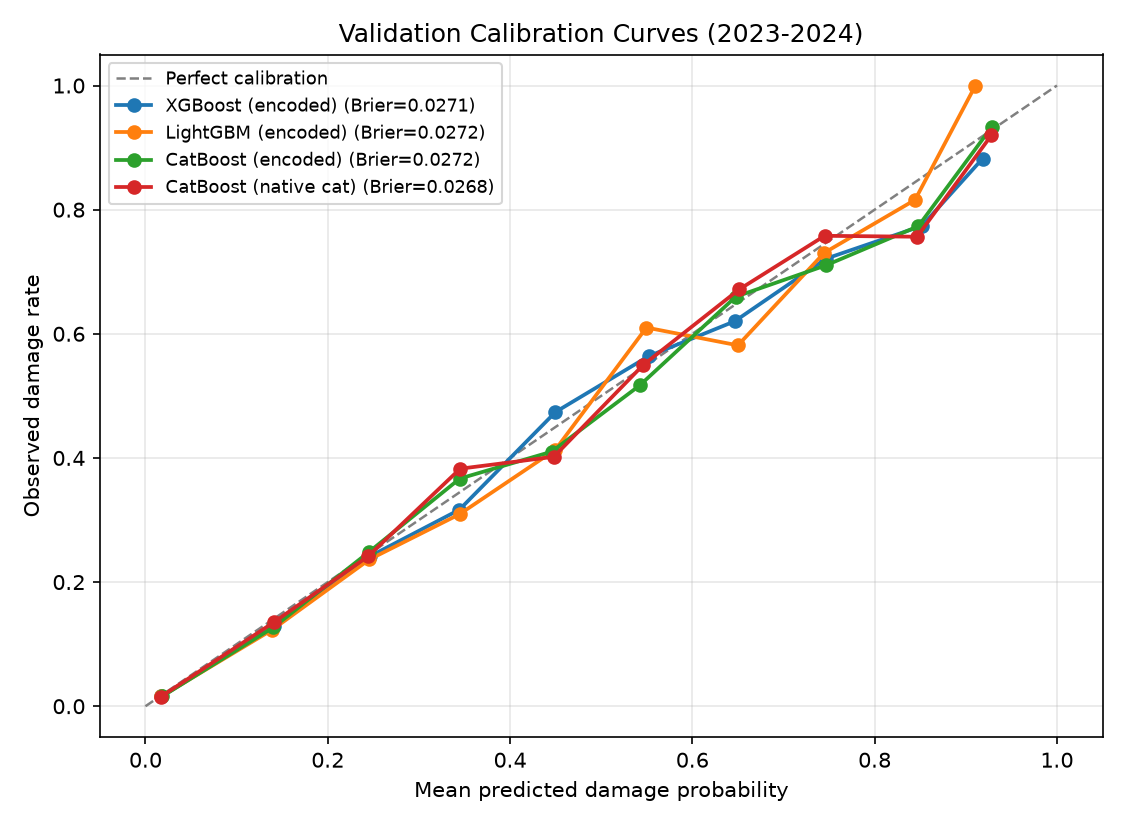 Validation Calibration Curves (2023-2024)
Perfect calibration
XGBoost (encoded) (Brier=0.0271)
LightGBM (encoded) (Brier=0.0272)
CatBoost (encoded) (Brier=0.0272)
CatBoost (native cat) (Brier=0.0268)
Observed damage rate
1.0
0.8
0.6
0.4
0.2
0.0
0.0 0.2 0.4 0.6 0.8 1.0
Mean predicted damage probability